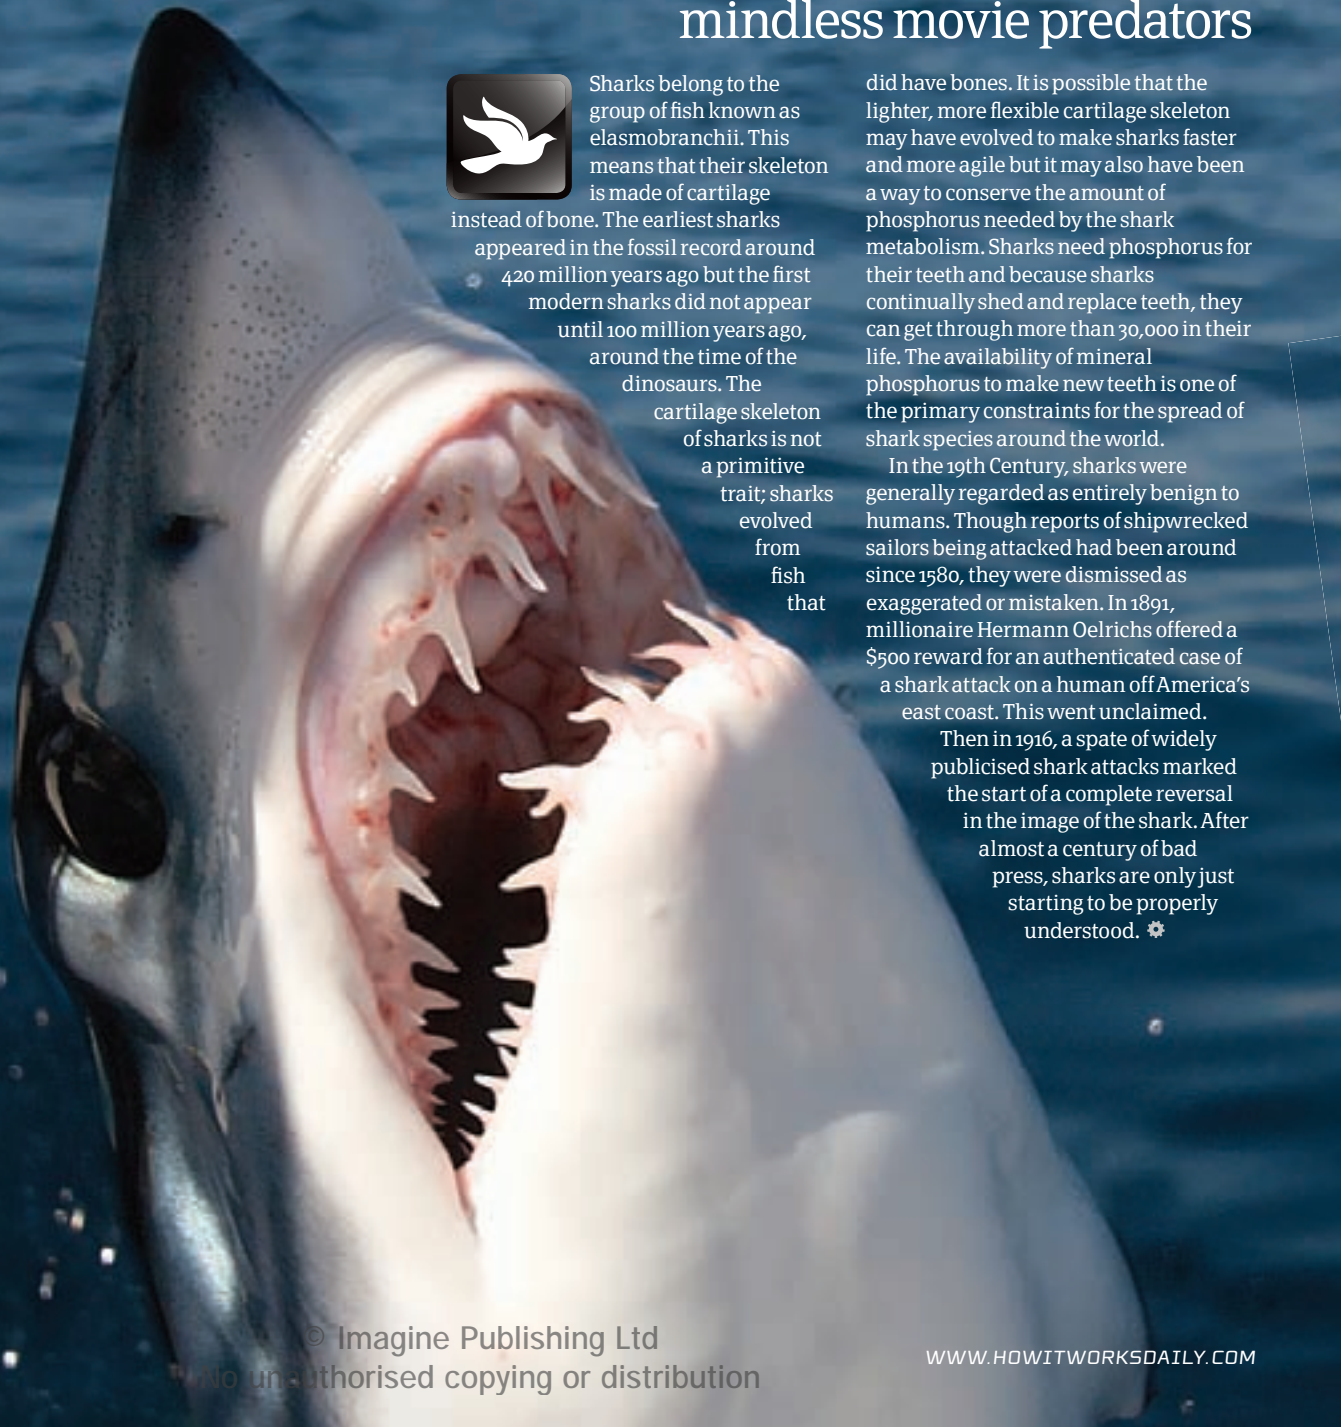 mindless movie predators
Sharks belong to the
group of fish known as
elasmobranchii. This
means that their skeleton
is made of cartilage
instead of bone. The earliest sharks
appeared in the fossil record around
420 million years ago but the first
modern sharks did not appear
until 100 million years ago,
around the time of the
dinosaurs. The
cartilage skeleton
of sharks is not
a primitive
trait; sharks
evolved
from
fish
that
did have bones. It is possible that the
lighter, more flexible cartilage skeleton
may have evolved to make sharks faster
and more agile but it may also have been
a way to conserve the amount of
phosphorus needed by the shark
metabolism. Sharks need phosphorus for
their teeth and because sharks
continually shed and replace teeth, they
can get through more than 30,000 in their
life. The availability of mineral
phosphorus to make new teeth is one of
the primary constraints for the spread of
shark species around the world.
In the 19th Century, sharks were
generally regarded as entirely benign to
humans. Though reports of shipwrecked
sailors being attacked had been around
since 1580, they were dismissed as
exaggerated or mistaken. In 1891,
millionaire Hermann Oelrichs offered a
$500 reward for an authenticated case of
a shark attack on a human off America's
east coast. This went unclaimed.
Then in 1916, a spate of widely
publicised shark attacks marked
the start of a complete reversal
in the image of the shark. After
almost a century of bad
press, sharks are only just
starting to be properly
understood.
© Imagine Publishing Ltd
No unauthorised copying or distribution
WWW.HOWITWORKSDAILY.COM